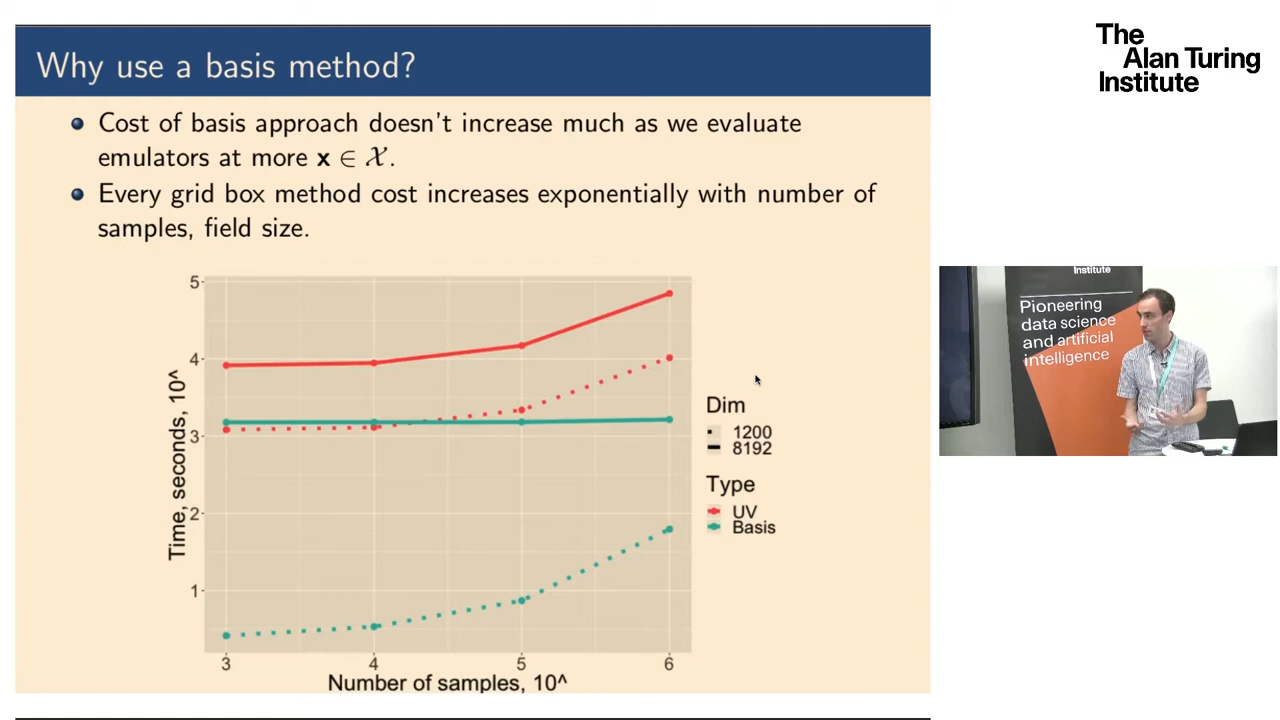 Why use a basis method?
Cost of basis approach doesn't increase much as we evaluate
emulators at more x ∈ 𝒳.
Every grid box method cost increases exponentially with number of
samples, field size.
5
4
3
2
1
Time, seconds, 10^
3 4 5 6
Number of samples, 10^
Dim
1200
8192
Type
UV
Basis
The
Alan Turing
Institute
Institute
Pioneering
data science
and artificial
intelligence